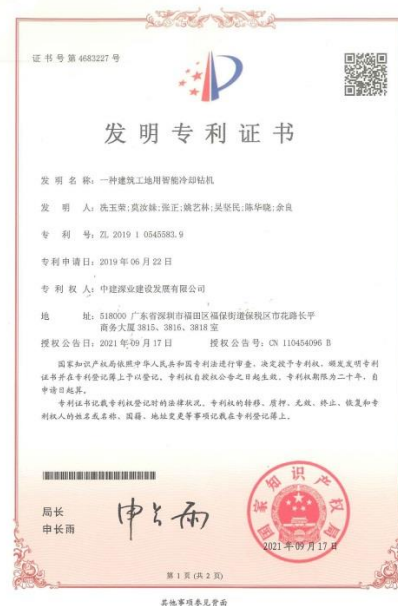 证书号第4683227号
发明专利证书
发 明 名 称：一种建筑工地用智能冷却钻机
发 明 人：冼玉荣;莫汝妹;张正;姚艺林;吴坚民;陈华晓;余良
专 利 号：ZL 2019 1 0545583.9
专利申请日：2019年06月22日
专 利 权 人：中建深业建设发展有限公司
地 址：518000 广东省深圳市福田区福保街道保税区市花路长平
商务大厦 3815、3816、3818室
授权公告日：2021年09月17日 授权公告号：CN 110454096 B
国家知识产权局依照中华人民共和国专利法进行审查，决定授予专利权，颁发发明专利
证书并在专利登记簿上予以登记。专利权自授权公告之日起生效。专利权期限为二十年，自
申请日起算。
专利证书记载专利权登记时的法律状况。专利权的转移、质押、无效、终止、恢复和专
利权人的姓名或名称、国籍、地址变更等事项记载在专利登记簿上。
局长
申长雨
申长雨
国家知识产权局
2021年09月17日
第 1 页 (共 2 页)
其他事项参见背面